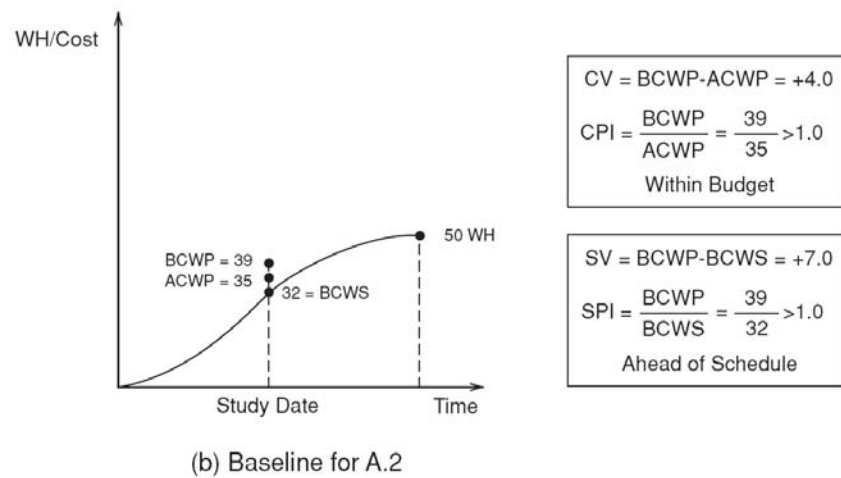 WH/Cost
BCWP = 39
ACWP = 35
32 = BCWS
50 WH
Study Date
Time
(b) Baseline for A.2
CV = BCWP-ACWP = +4.0
CPI = BCWP/ACWP = 39/35 >1.0
Within Budget
SV = BCWP-BCWS = +7.0
SPI = BCWP/BCWS = 39/32 >1.0
Ahead of Schedule